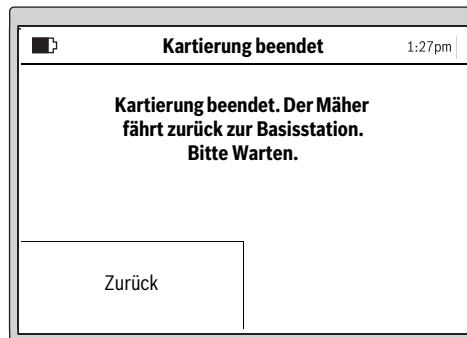 Kartierung beendet
1:27pm
Kartierung beendet. Der Mäher
fährt zurück zur Basisstation.
Bitte Warten.
Zurück